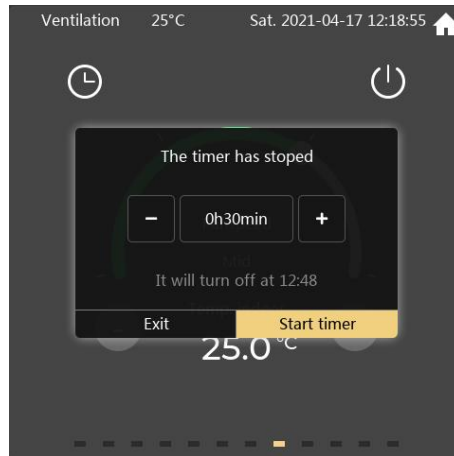 Ventilation 25°C Sat. 2021-04-17 12:18:55
The timer has stoped
− 0h30min +
It will turn off at 12:48
Exit Start timer
25.0 °C